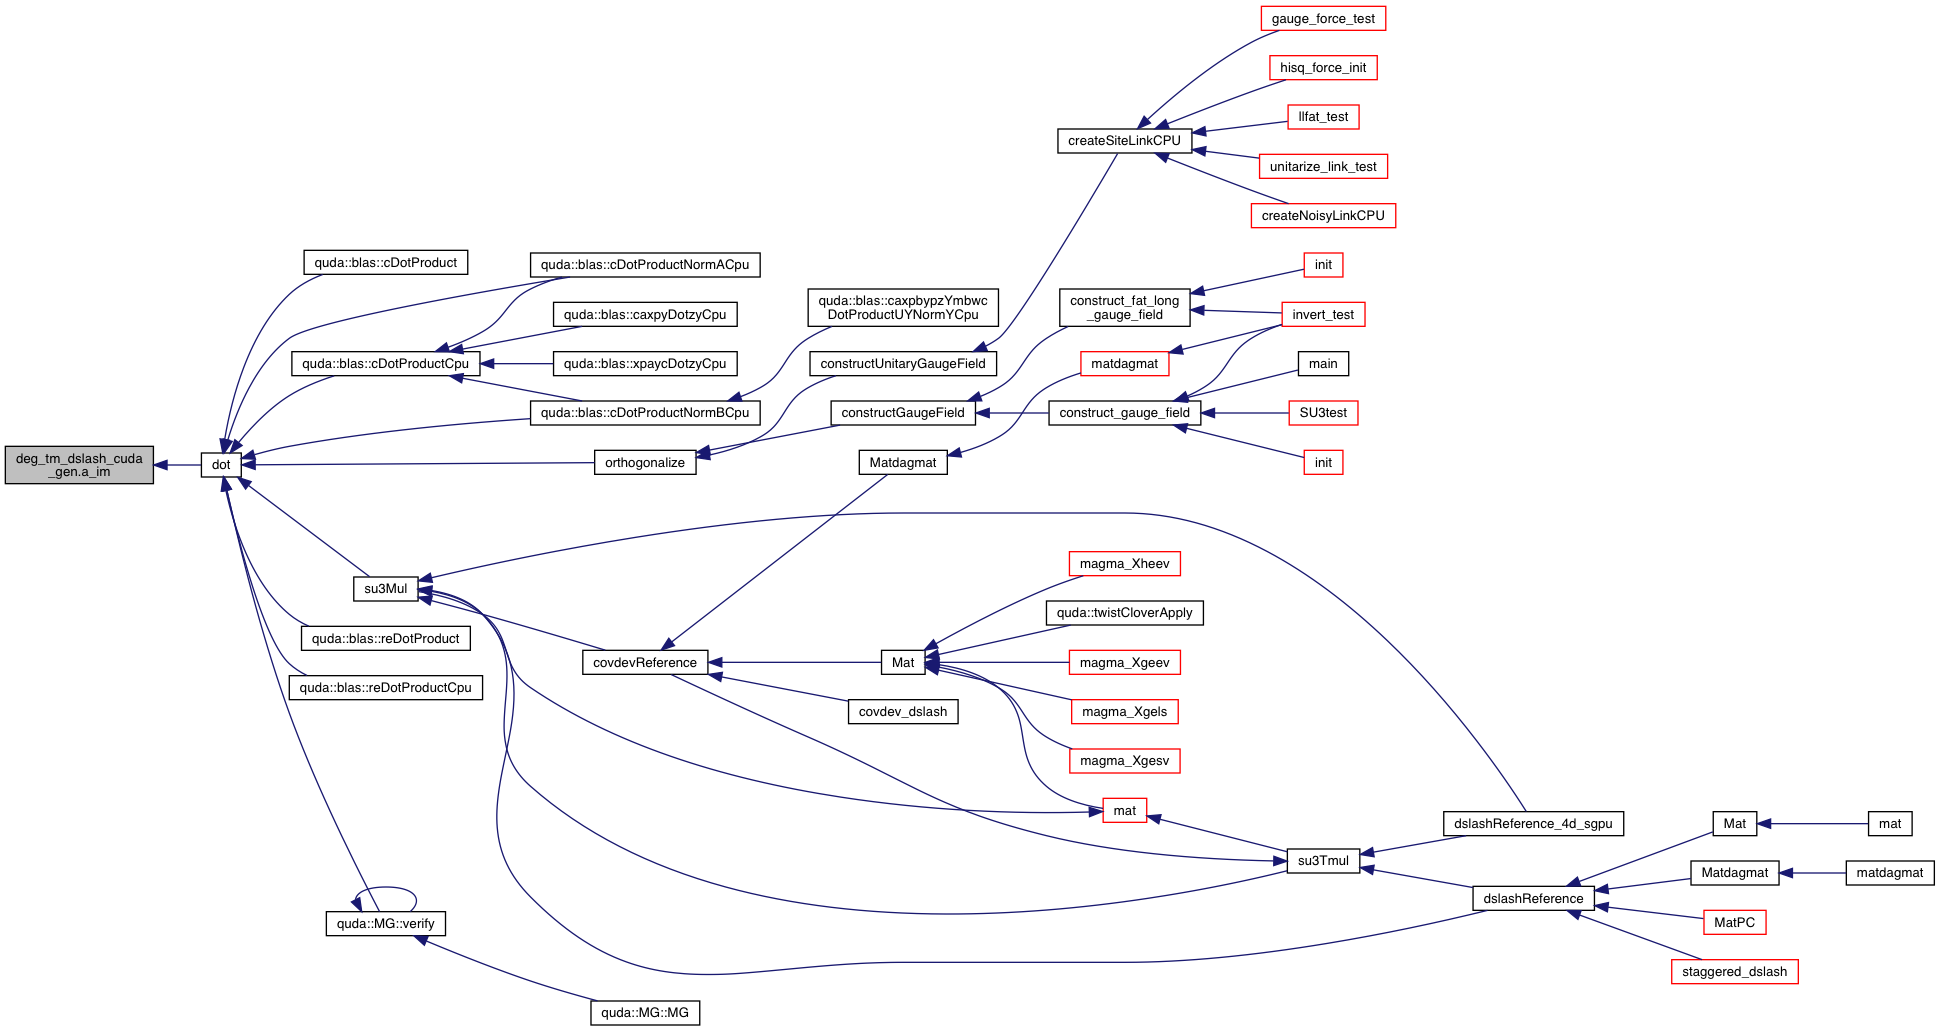 gauge_force_test
hisq_force_init
llfat_test
createSiteLinkCPU
unitarize_link_test
createNoisyLinkCPU
quda::blas::cDotProduct
quda::blas::cDotProductNormACpu
init
quda::blas::caxpyDotzyCpu
quda::blas::caxpbypzYmbwc
DotProductUYNormYCpu
construct_fat_long
_gauge_field
invert_test
quda::blas::cDotProductCpu
quda::blas::xpaycDotzyCpu
constructUnitaryGaugeField
matdagmat
main
quda::blas::cDotProductNormBCpu
constructGaugeField
construct_gauge_field
SU3test
deg_tm_dslash_cuda
_gen.a_im
dot
orthogonalize
Matdagmat
init
magma_Xheev
su3Mul
quda::twistCloverApply
quda::blas::reDotProduct
covdevReference
Mat
magma_Xgeev
quda::blas::reDotProductCpu
covdev_dslash
magma_Xgels
magma_Xgesv
mat
dslashReference_4d_sgpu
Mat
mat
su3Tmul
Matdagmat
matdagmat
dslashReference
quda::MG::verify
MatPC
staggered_dslash
quda::MG::MG